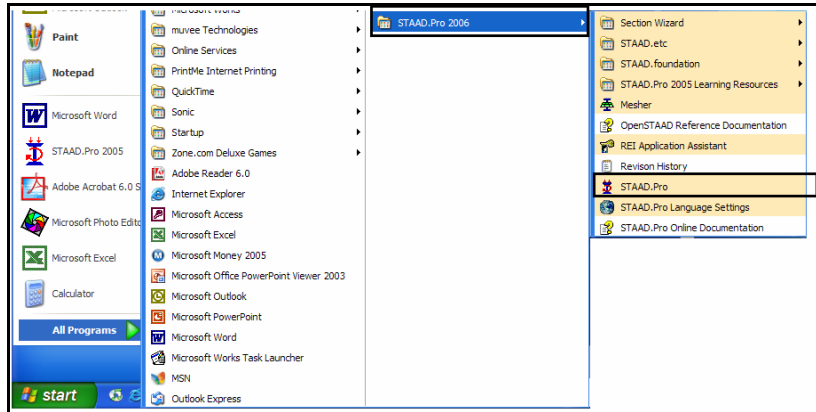 Paint
Notepad
Microsoft Word
STAAD.Pro 2005
Adobe Acrobat 6.0 S
Microsoft Photo Edito
Microsoft Excel
Calculator
All Programs
start
Microsoft Works
muvee Technologies
Online Services
PrintMe Internet Printing
QuickTime
Sonic
Startup
Zone.com Deluxe Games
Adobe Reader 6.0
Internet Explorer
Microsoft Access
Microsoft Excel
Microsoft Money 2005
Microsoft Office PowerPoint Viewer 2003
Microsoft Outlook
Microsoft PowerPoint
Microsoft Word
Microsoft Works Task Launcher
MSN
Outlook Express
STAAD.Pro 2006
Section Wizard
STAAD.etc
STAAD.foundation
STAAD.Pro 2005 Learning Resources
Mesher
OpenSTAAD Reference Documentation
REI Application Assistant
Revison History
STAAD.Pro
STAAD.Pro Language Settings
STAAD.Pro Online Documentation